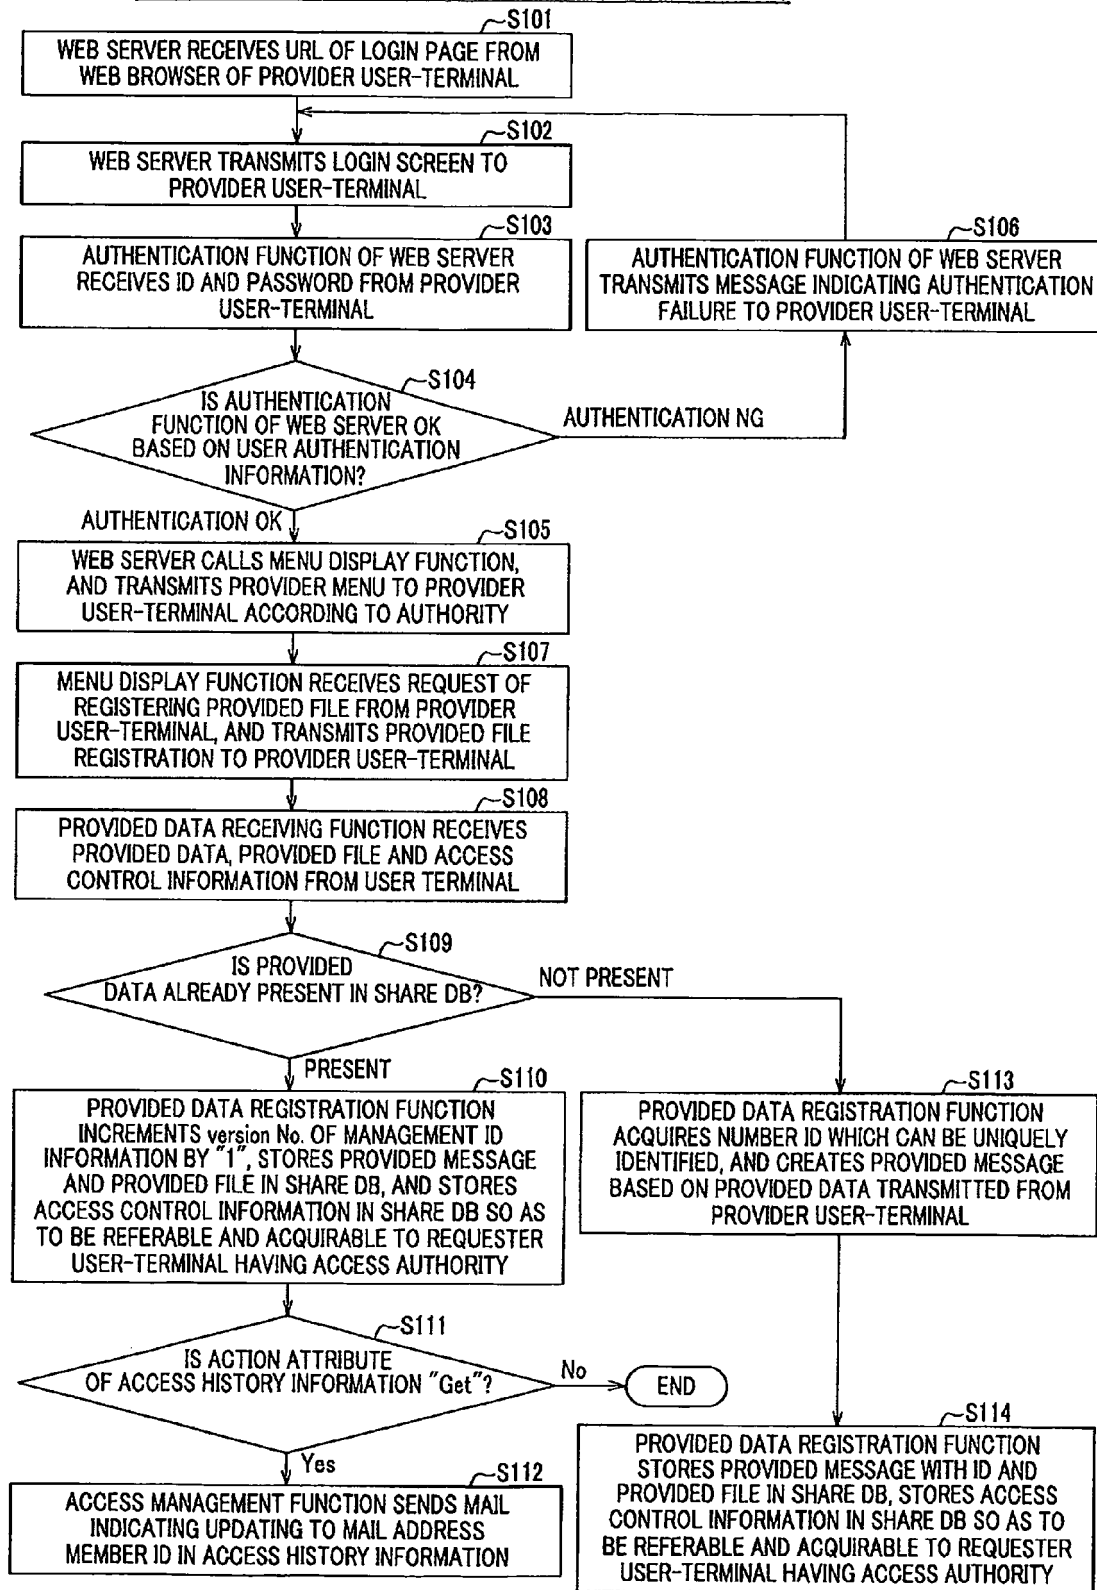 S101
WEB SERVER RECEIVES URL OF LOGIN PAGE FROM
WEB BROWSER OF PROVIDER USER-TERMINAL
S102
WEB SERVER TRANSMITS LOGIN SCREEN TO
PROVIDER USER-TERMINAL
S103
AUTHENTICATION FUNCTION OF WEB SERVER
RECEIVES ID AND PASSWORD FROM PROVIDER
USER-TERMINAL
S106
AUTHENTICATION FUNCTION OF WEB SERVER
TRANSMITS MESSAGE INDICATING AUTHENTICATION
FAILURE TO PROVIDER USER-TERMINAL
S104
IS AUTHENTICATION
FUNCTION OF WEB SERVER OK
BASED ON USER AUTHENTICATION
INFORMATION?
AUTHENTICATION NG
AUTHENTICATION OK
S105
WEB SERVER CALLS MENU DISPLAY FUNCTION,
AND TRANSMITS PROVIDER MENU TO PROVIDER
USER-TERMINAL ACCORDING TO AUTHORITY
S107
MENU DISPLAY FUNCTION RECEIVES REQUEST OF
REGISTERING PROVIDED FILE FROM PROVIDER
USER-TERMINAL, AND TRANSMITS PROVIDED FILE
REGISTRATION TO PROVIDER USER-TERMINAL
S108
PROVIDED DATA RECEIVING FUNCTION RECEIVES
PROVIDED DATA, PROVIDED FILE AND ACCESS
CONTROL INFORMATION FROM USER TERMINAL
S109
IS PROVIDED
DATA ALREADY PRESENT IN SHARE DB?
NOT PRESENT
PRESENT
S110
PROVIDED DATA REGISTRATION FUNCTION
INCREMENTS version No. OF MANAGEMENT ID
INFORMATION BY "1", STORES PROVIDED MESSAGE
AND PROVIDED FILE IN SHARE DB, AND STORES
ACCESS CONTROL INFORMATION IN SHARE DB SO AS
TO BE REFERABLE AND ACQUIRABLE TO REQUESTER
USER-TERMINAL HAVING ACCESS AUTHORITY
S113
PROVIDED DATA REGISTRATION FUNCTION
ACQUIRES NUMBER ID WHICH CAN BE UNIQUELY
IDENTIFIED, AND CREATES PROVIDED MESSAGE
BASED ON PROVIDED DATA TRANSMITTED FROM
PROVIDER USER-TERMINAL
S111
IS ACTION ATTRIBUTE
OF ACCESS HISTORY INFORMATION "Get"?
No
END
Yes
S112
ACCESS MANAGEMENT FUNCTION SENDS MAIL
INDICATING UPDATING TO MAIL ADDRESS
MEMBER ID IN ACCESS HISTORY INFORMATION
S114
PROVIDED DATA REGISTRATION FUNCTION
STORES PROVIDED MESSAGE WITH ID AND
PROVIDED FILE IN SHARE DB, STORES ACCESS
CONTROL INFORMATION IN SHARE DB SO AS TO
BE REFERABLE AND ACQUIRABLE TO REQUESTER
USER-TERMINAL HAVING ACCESS AUTHORITY